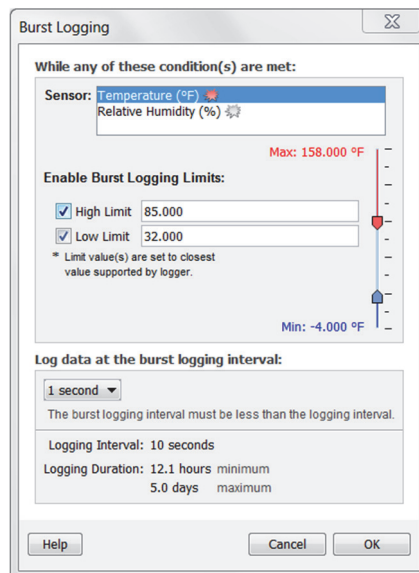 Burst Logging
While any of these condition(s) are met:
Sensor: Temperature (°F)
Relative Humidity (%)
Max: 158.000 °F
Enable Burst Logging Limits:
High Limit 85.000
Low Limit 32.000
* Limit value(s) are set to closest
value supported by logger.
Min: -4.000 °F
Log data at the burst logging interval:
1 second
The burst logging interval must be less than the logging interval.
Logging Interval: 10 seconds
Logging Duration: 12.1 hours minimum
5.0 days maximum
Help Cancel OK